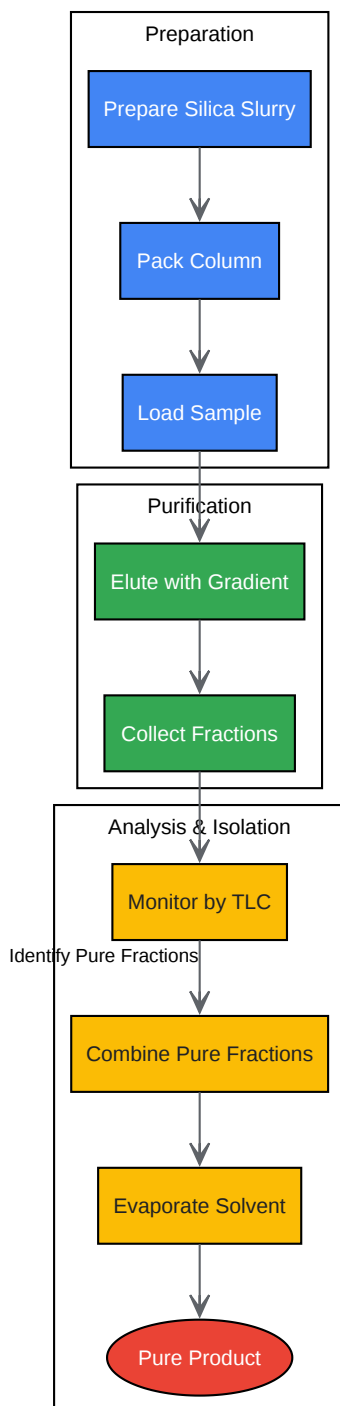 Preparation
Prepare Silica Slurry
Pack Column
Load Sample
Purification
Elute with Gradient
Collect Fractions
Analysis & Isolation
Monitor by TLC
Identify Pure Fractions
Combine Pure Fractions
Evaporate Solvent
Pure Product